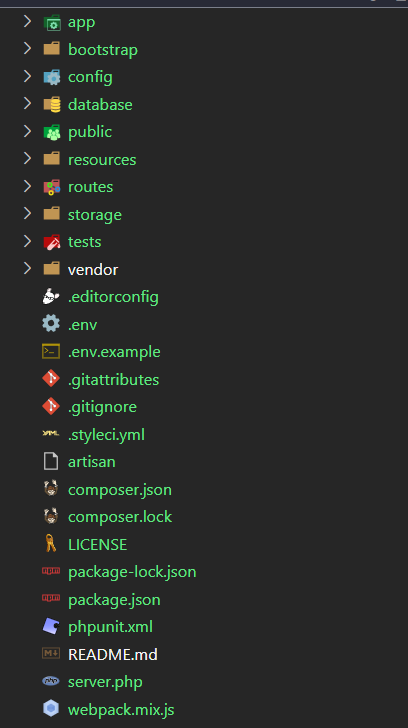 app
bootstrap
config
database
public
resources
routes
storage
tests
vendor
.editorconfig
.env
.env.example
.gitattributes
.gitignore
.styleci.yml
artisan
composer.json
composer.lock
LICENSE
package-lock.json
package.json
phpunit.xml
README.md
server.php
webpack.mix.js